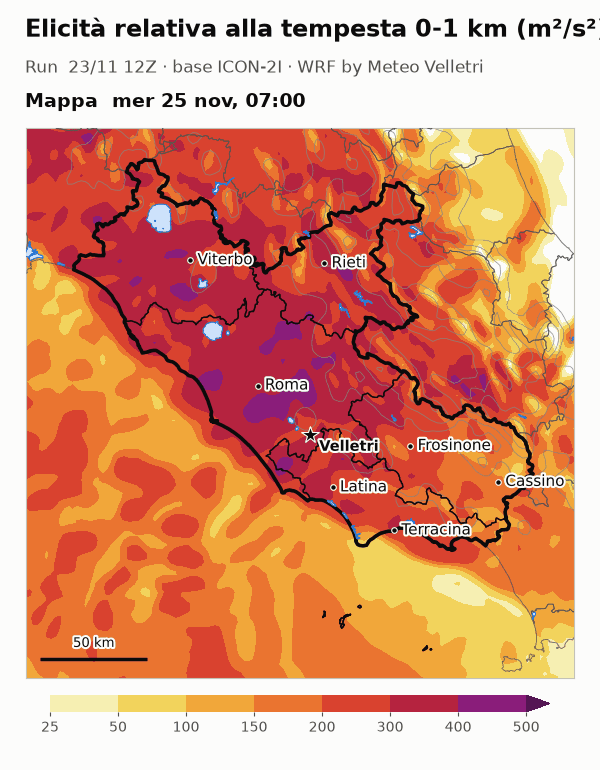 Elicità relativa alla tempesta 0-1 km (m²/s²)
Run 23/11 12Z · base ICON-2I · WRF by Meteo Velletri
Mappa mer 25 nov, 07:00
Viterbo
Rieti
Roma
Velletri
Frosinone
Cassino
Latina
Terracina
50 km
25 50 100 150 200 300 400 500